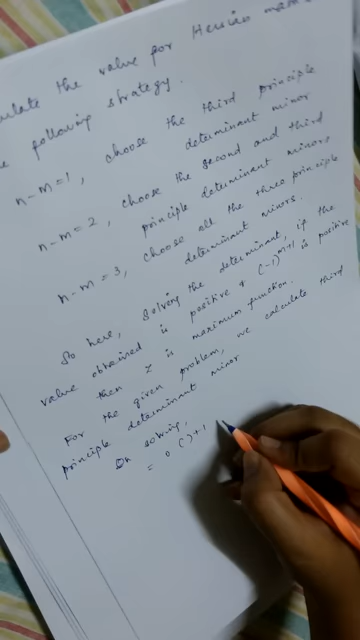 the value for Hessian
following strategy.
n-m=1, choose the third principle
determinant minor
n-m=2, choose the second and third
principle determinant minors
n-m=3, choose all the three principle
determinant minors.
So here, solving the determinant, if the
value obtained is positive & (-1)^m+1 is positive
then Z is maximum function.
For the given problem, we calculate third
principle determinant minor
On solving,
= 0 ( ) + 1